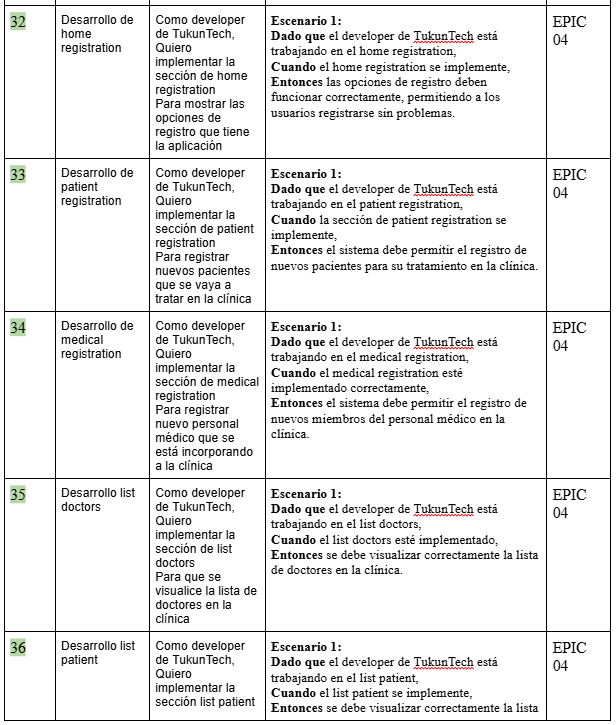 32
Desarrollo de
home
registration
Como developer
de TukunTech,
Quiero
implementar la
sección de home
registration
Para mostrar las
opciones de
registro que tiene
la aplicación
Escenario 1:
Dado que el developer de TukunTech está
trabajando en el home registration,
Cuando el home registration se implemente,
Entonces las opciones de registro deben
funcionar correctamente, permitiendo a los
usuarios registrarse sin problemas.
EPIC
04
33
Desarrollo de
patient
registration
Como developer
de TukunTech,
Quiero
implementar la
sección de patient
registration
Para registrar
nuevos pacientes
que se vaya a
tratar en la clínica
Escenario 1:
Dado que el developer de TukunTech está
trabajando en el patient registration,
Cuando la sección de patient registration se
implemente,
Entonces el sistema debe permitir el registro de
nuevos pacientes para su tratamiento en la clínica.
EPIC
04
34
Desarrollo de
medical
registration
Como developer
de TukunTech,
Quiero
implementar la
sección de medical
registration
Para registrar
nuevo personal
médico que se
está incorporando
a la clínica
Escenario 1:
Dado que el developer de TukunTech está
trabajando en el medical registration,
Cuando el medical registration esté
implementado correctamente,
Entonces el sistema debe permitir el registro de
nuevos miembros del personal médico en la
clínica.
EPIC
04
35
Desarrollo list
doctors
Como developer
de TukunTech,
Quiero
implementar la
sección de list
doctors
Para que se
visualice la lista de
doctores en la
clínica
Escenario 1:
Dado que el developer de TukunTech está
trabajando en el list doctors,
Cuando el list doctors esté implementado,
Entonces se debe visualizar correctamente la lista
de doctores en la clínica.
EPIC
04
36
Desarrollo list
patient
Como developer
de TukunTech,
Quiero
implementar la
sección list patient
Escenario 1:
Dado que el developer de TukunTech está
trabajando en el list patient,
Cuando el list patient se implemente,
Entonces se debe visualizar correctamente la lista
EPIC
04